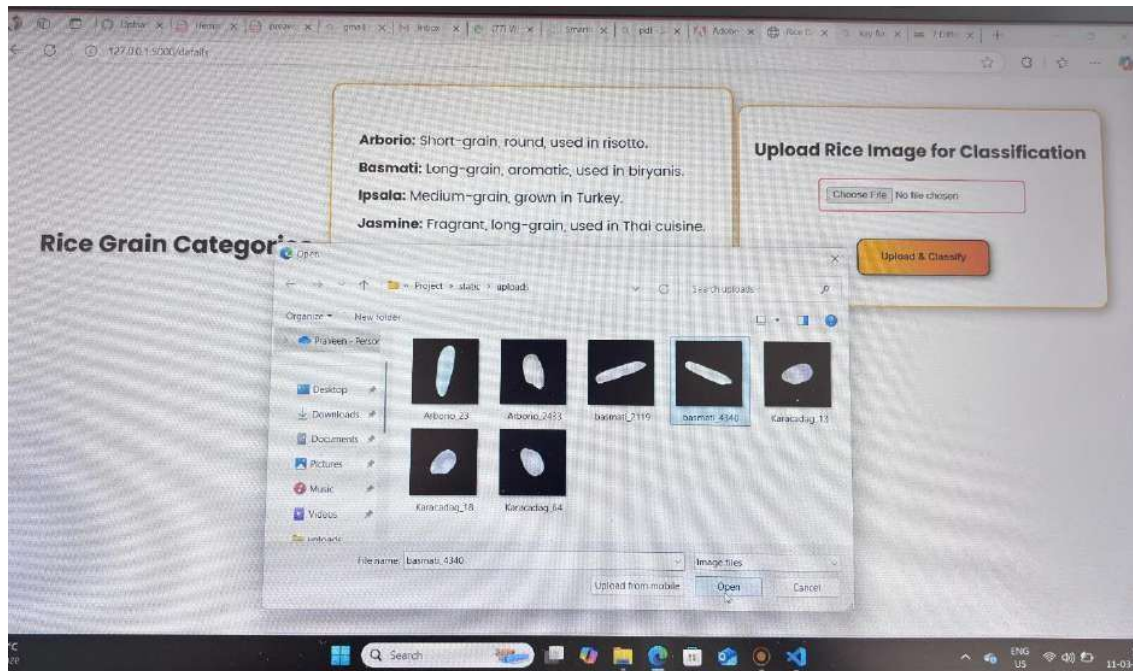 127.0.0.1:5000/details
Arborio: Short-grain, round, used in risotto.
Basmati: Long-grain, aromatic, used in biryanis.
Ipsala: Medium-grain, grown in Turkey.
Jasmine: Fragrant, long-grain, used in Thai cuisine.
Rice Grain
Upload Rice Image for Classification
Choose File No file chosen
Upload & Classify
Open
Project static uploads
Search uploads
Organize New folder
Praveen - Person
Desktop
Downloads
Documents
Pictures
Music
Videos
uploads
Arborio_23
Arborio_2493
basmati_2119
basmati_4340
Karacadag_13
Karacadag_18
Karacadag_64
File name: basmati_4340
Image files
Upload from mobile
Open
Cancel
Search
ENG
US